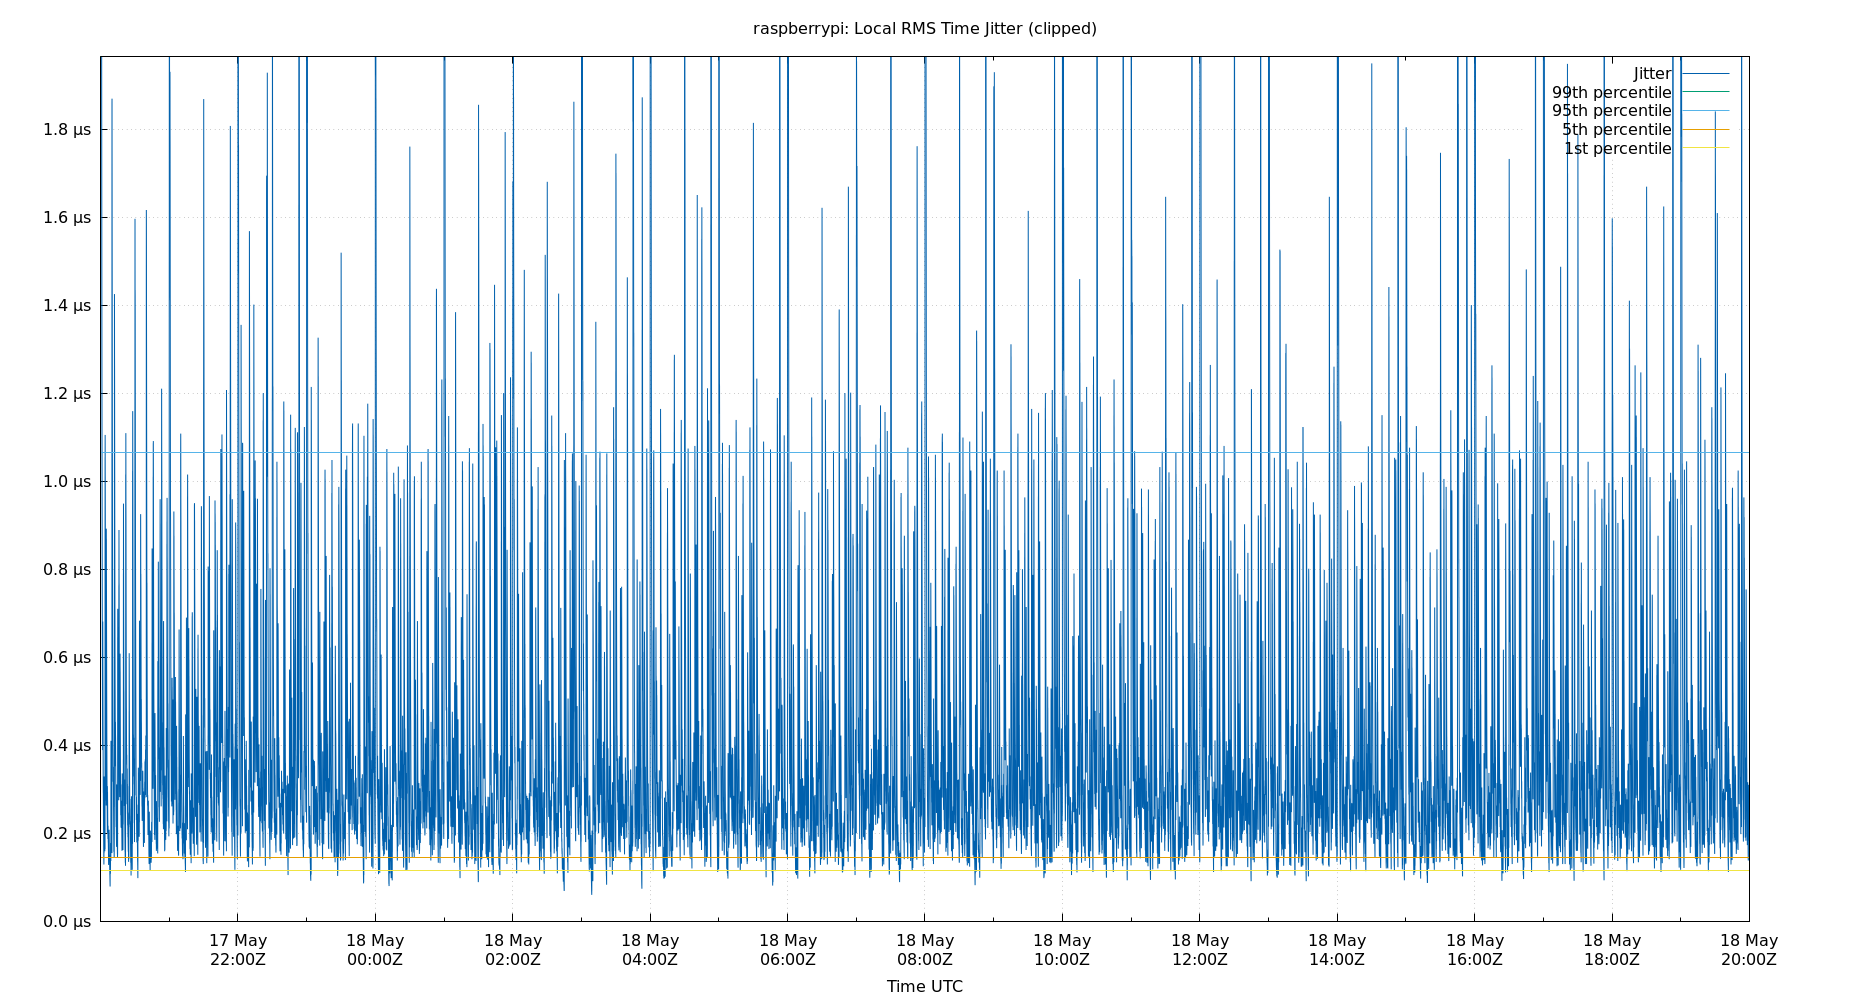 raspberrypi: Local RMS Time Jitter (clipped)
Jitter
99th percentile
95th percentile
5th percentile
1st percentile
1.8 µs
1.6 µs
1.4 µs
1.2 µs
1.0 µs
0.8 µs
0.6 µs
0.4 µs
0.2 µs
0.0 µs
17 May 18 May 18 May 18 May 18 May 18 May 18 May 18 May 18 May 18 May 18 May 18 May
22:00Z 00:00Z 02:00Z 04:00Z 06:00Z 08:00Z 10:00Z 12:00Z 14:00Z 16:00Z 18:00Z 20:00Z
Time UTC